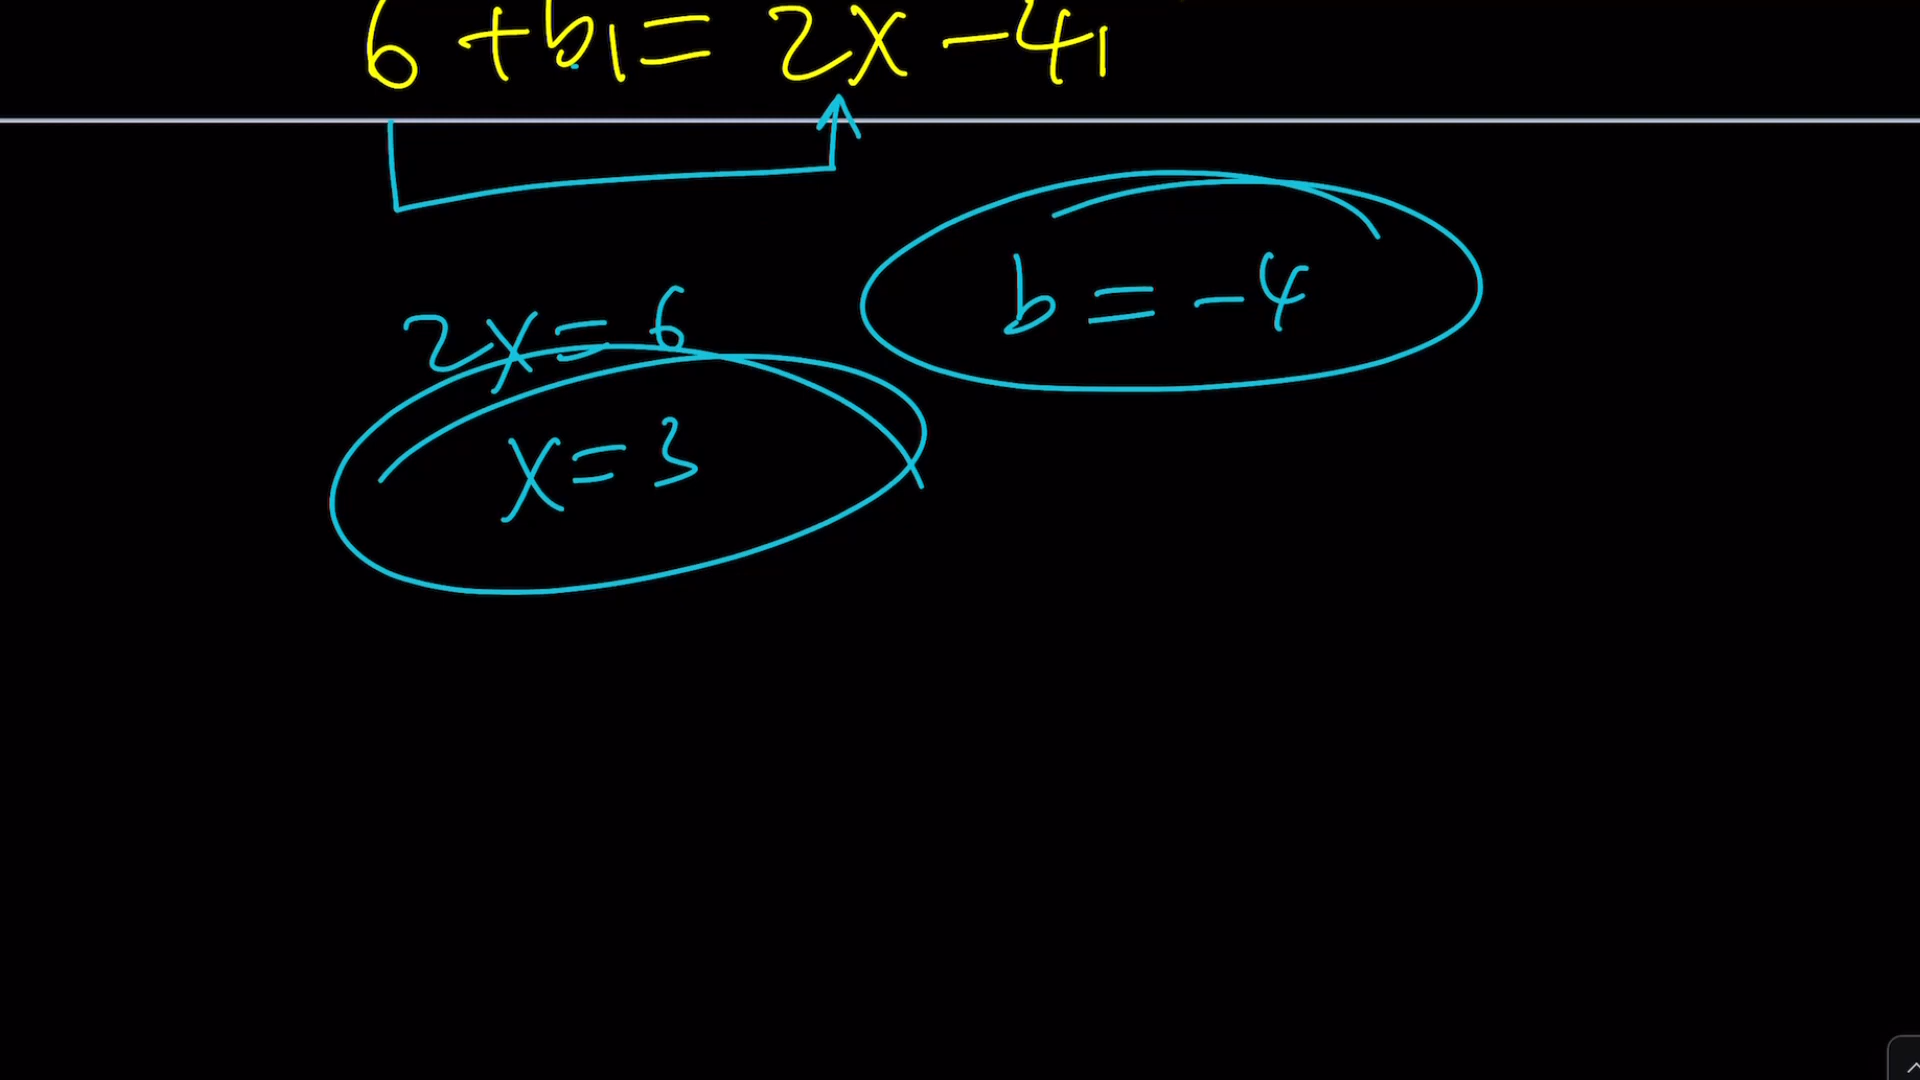 6 + bi = 2x - 4i
b = -4
2x = 6
x = 3